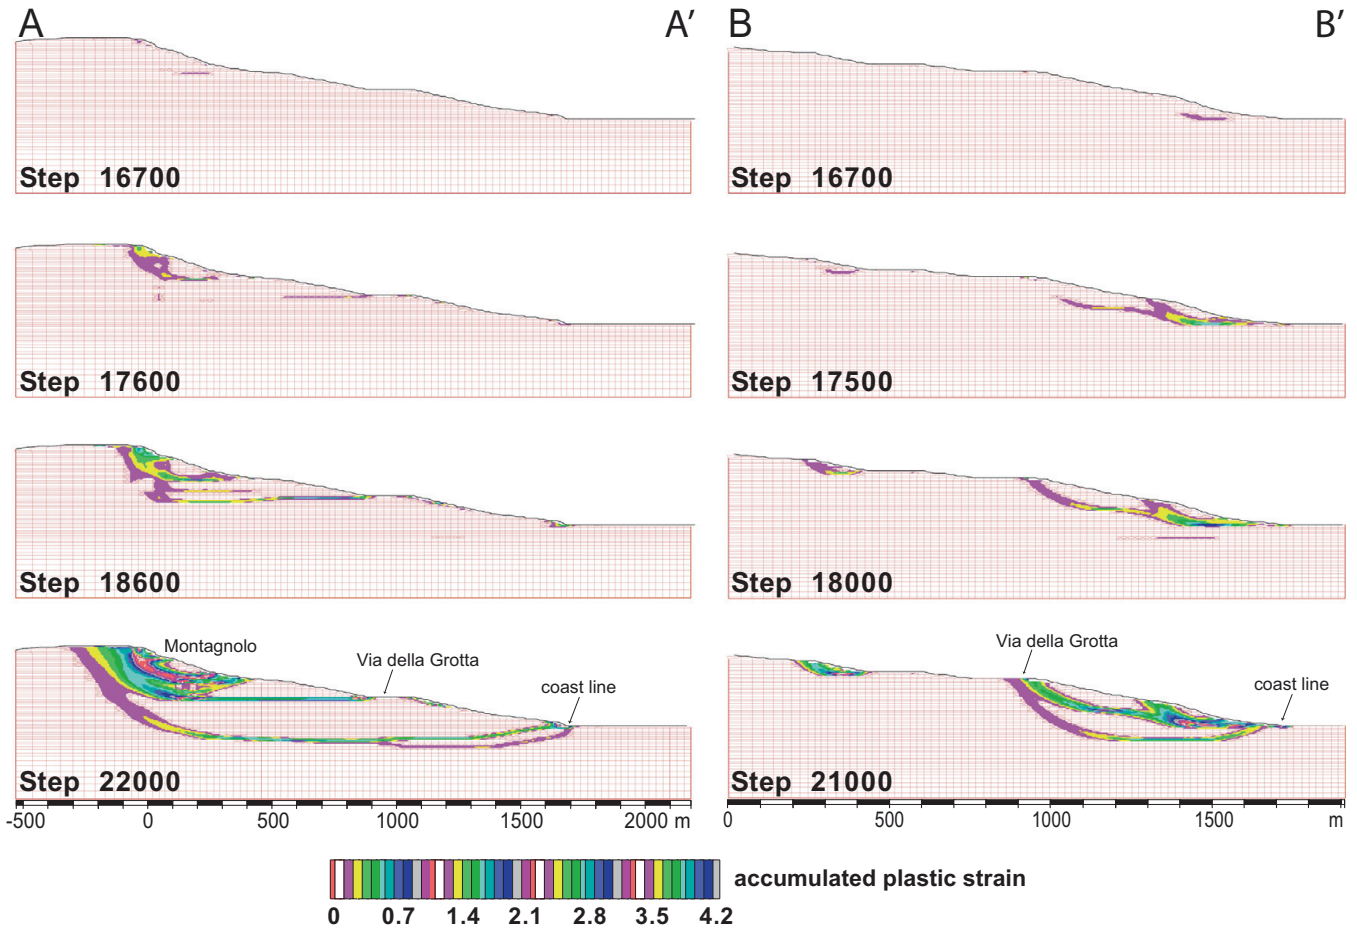 A A′ B B′
Step 16700 Step 16700
Step 17600 Step 17500
Step 18600 Step 18000
Montagnolo
Via della Grotta
coast line
Via della Grotta
coast line
Step 22000 Step 21000
-500 0 500 1000 1500 2000 m 0 500 1000 1500 m
accumulated plastic strain
0 0.7 1.4 2.1 2.8 3.5 4.2